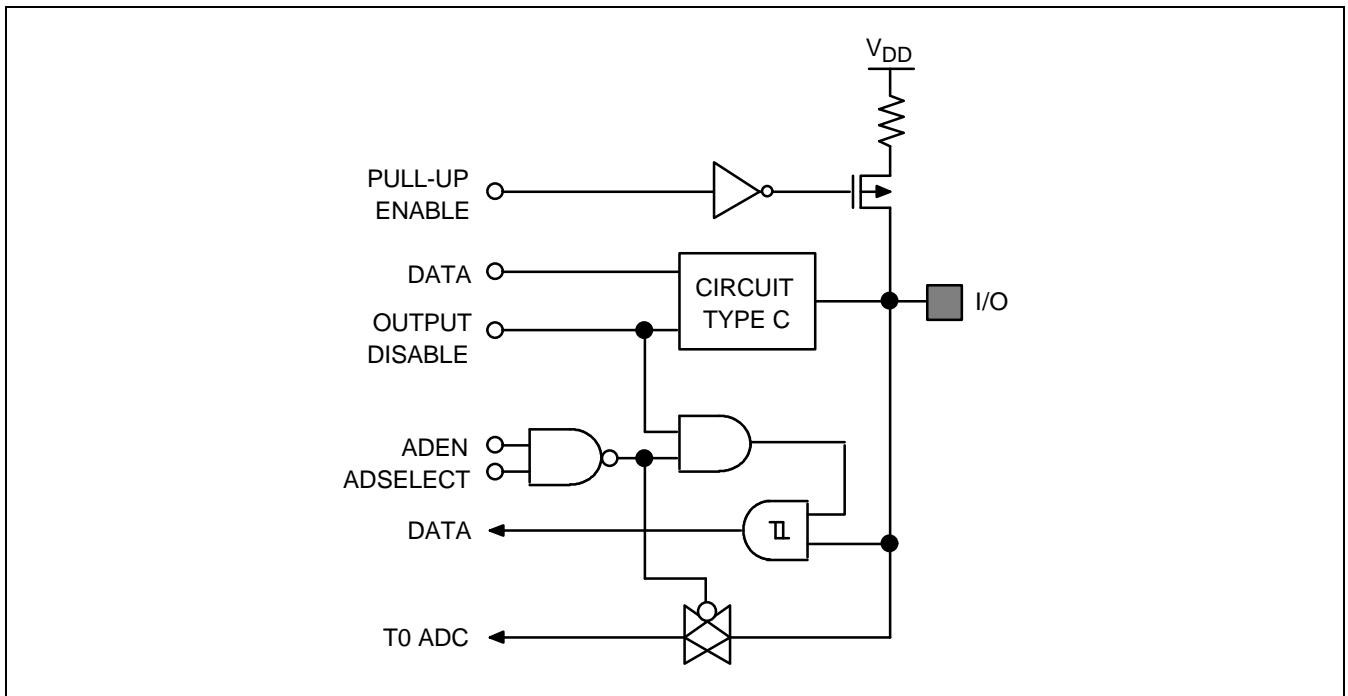 VDD
PULL-UP
ENABLE
DATA
CIRCUIT
TYPE C
I/O
OUTPUT
DISABLE
ADEN
ADSELECT
DATA
T0 ADC